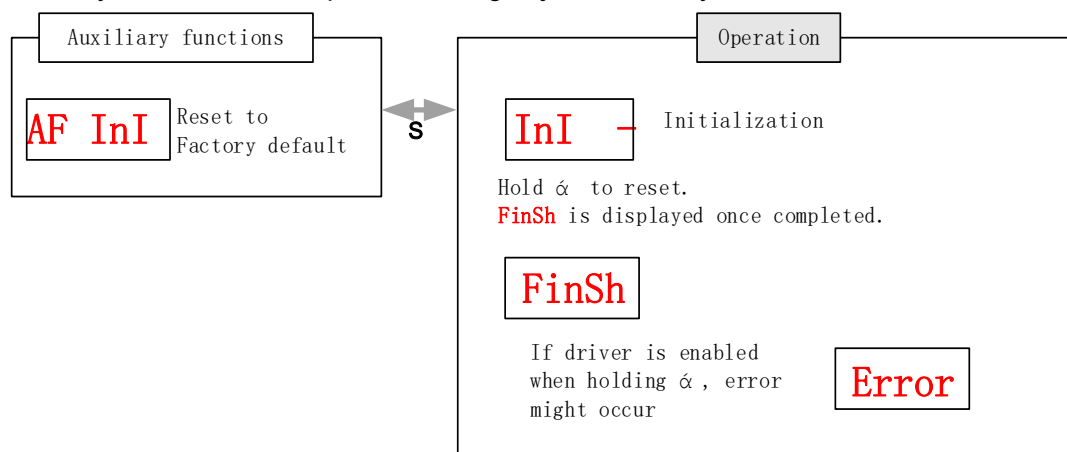 Auxiliary functions
AF InI
Reset to
Factory default
S
Operation
InI -
Initialization
Hold ά to reset.
FinSh is displayed once completed.
FinSh
If driver is enabled
when holding ά, error
might occur
Error